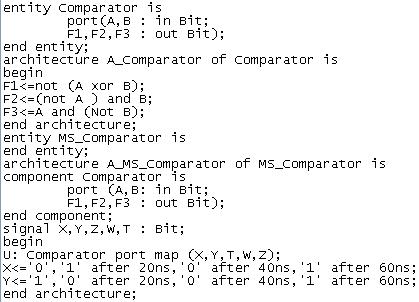 entity Comparator is
port(A,B : in Bit;
F1,F2,F3 : out Bit);
end entity;
architecture A_Comparator of Comparator is
begin
F1<=not (A xor B);
F2<=(not A ) and B;
F3<=A and (Not B);
end architecture;
entity MS_Comparator is
end entity;
architecture A_MS_Comparator of MS_Comparator is
component Comparator is
port (A,B: in Bit;
F1,F2,F3 : out Bit);
end component;
signal X,Y,Z,W,T : Bit;
begin
U: Comparator port map (X,Y,T,W,Z);
X<='0','1' after 20ns,'0' after 40ns,'1' after 60ns;
Y<='1','0' after 20ns,'0' after 40ns,'1' after 60ns;
end architecture;